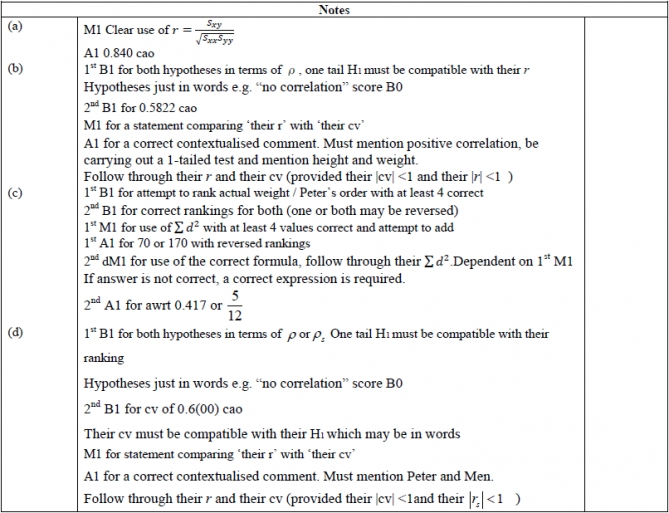 Notes
(a)
M1 Clear use of r = Sxy / √SxxSyy
A1 0.840 cao
(b)
1st B1 for both hypotheses in terms of ρ , one tail H1 must be compatible with their r
Hypotheses just in words e.g. “no correlation” score B0
2nd B1 for 0.5822 cao
M1 for a statement comparing ‘their r’ with ‘their cv’
A1 for a correct contextualised comment. Must mention positive correlation, be
carrying out a 1-tailed test and mention height and weight.
Follow through their r and their cv (provided their |cv| <1 and their |r| <1 )
(c)
1st B1 for attempt to rank actual weight / Peter’s order with at least 4 correct
2nd B1 for correct rankings for both (one or both may be reversed)
1st M1 for use of ∑d² with at least 4 values correct and attempt to add
1st A1 for 70 or 170 with reversed rankings
2nd dM1 for use of the correct formula, follow through their ∑d².Dependent on 1st M1
If answer is not correct, a correct expression is required.
2nd A1 for awrt 0.417 or 5/12
(d)
1st B1 for both hypotheses in terms of ρ or ρs One tail H1 must be compatible with their
ranking
Hypotheses just in words e.g. “no correlation” score B0
2nd B1 for cv of 0.6(00) cao
Their cv must be compatible with their H1 which may be in words
M1 for statement comparing ‘their r’ with ‘their cv’
A1 for a correct contextualised comment. Must mention Peter and Men.
Follow through their r and their cv (provided their |cv| <1and their |rs| <1 )